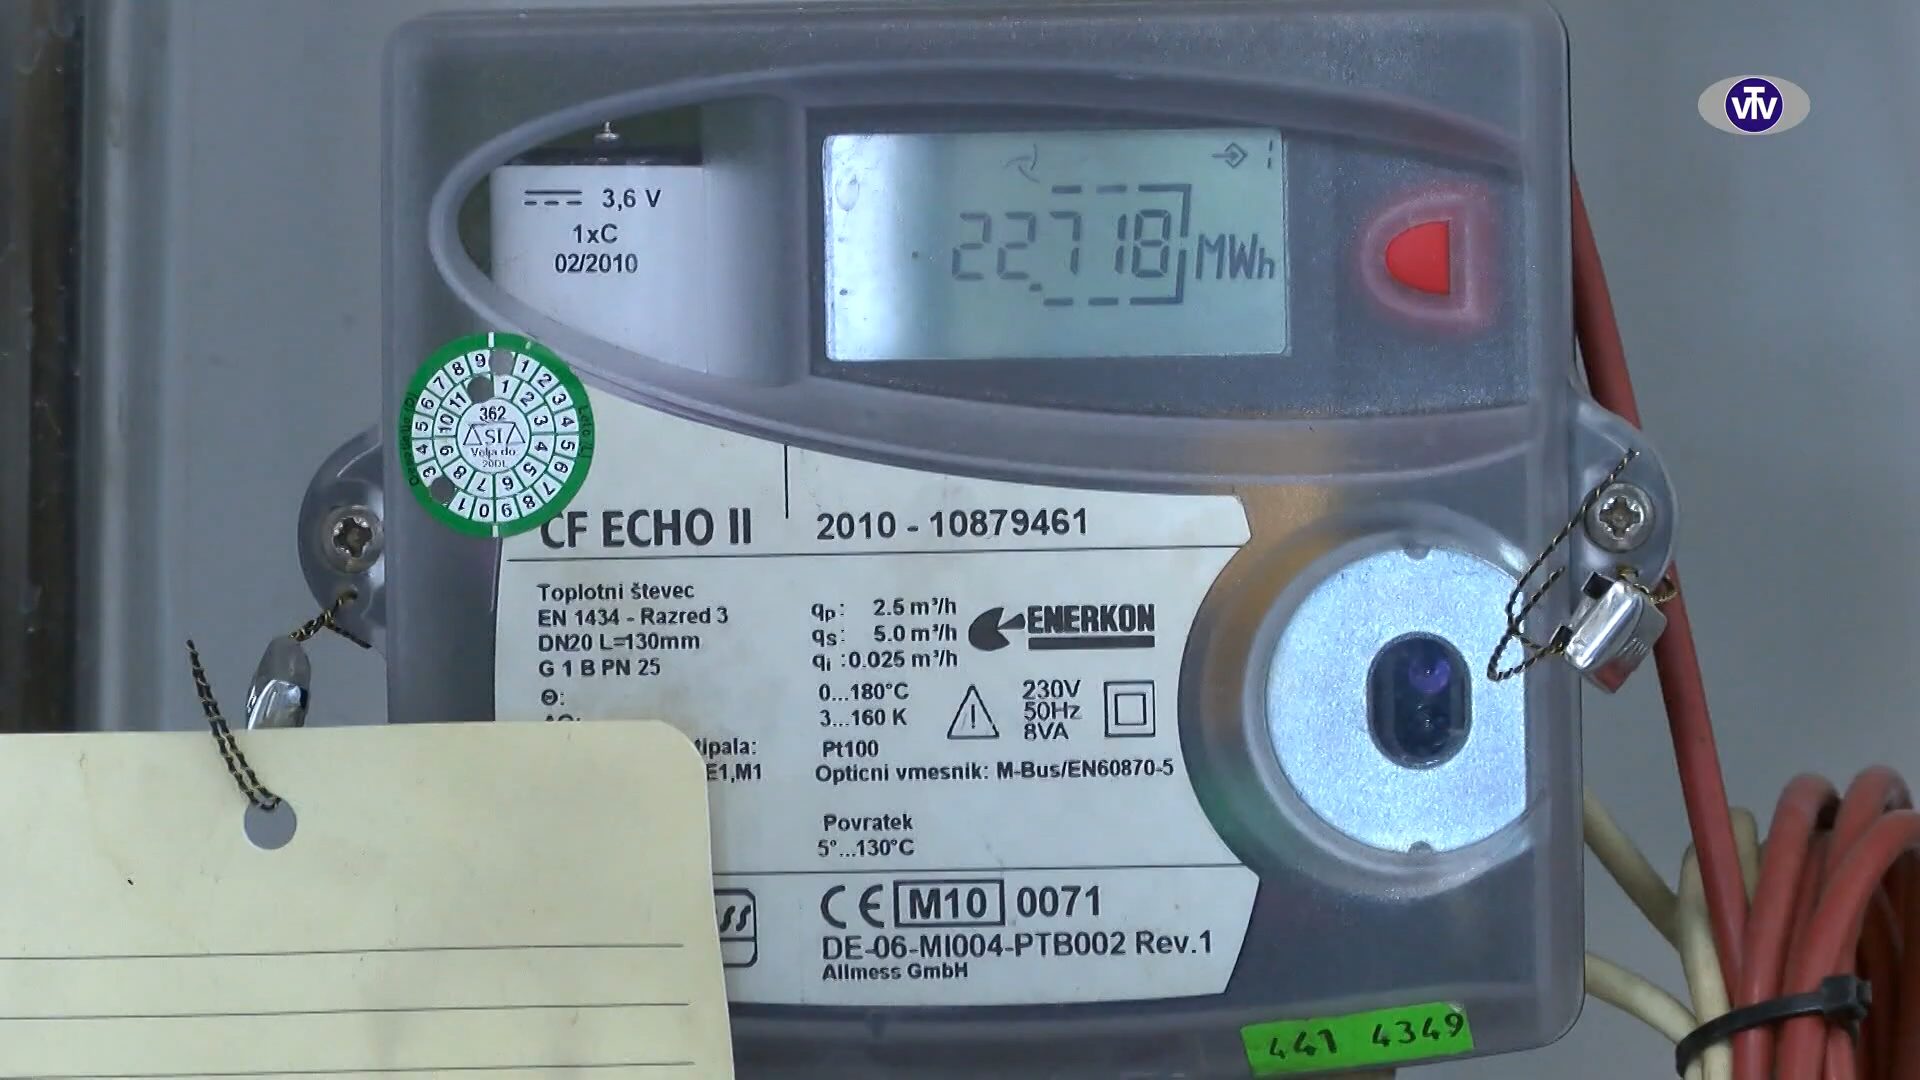 VTV
3,6 V
1xC
02/2010
1
22.718 MWh
362
SI
Velja do
CF ECHO II
2010 - 10879461
Toplotni števec
EN 1434 - Razred 3
DN20 L=130mm
G 1 B PN 25
Θ:
tipala:
E1,M1
qp: 2.5 m³/h
qs: 5.0 m³/h
qi :0.025 m³/h
ENERKON
0...180°C
3...160 K
230V
50Hz
8VA
Pt100
Opticni vmesnik: M-Bus/EN60870-5
Povratek
5°...130°C
CE M10 0071
DE-06-MI004-PTB002 Rev.1
Allmess GmbH
441 4349